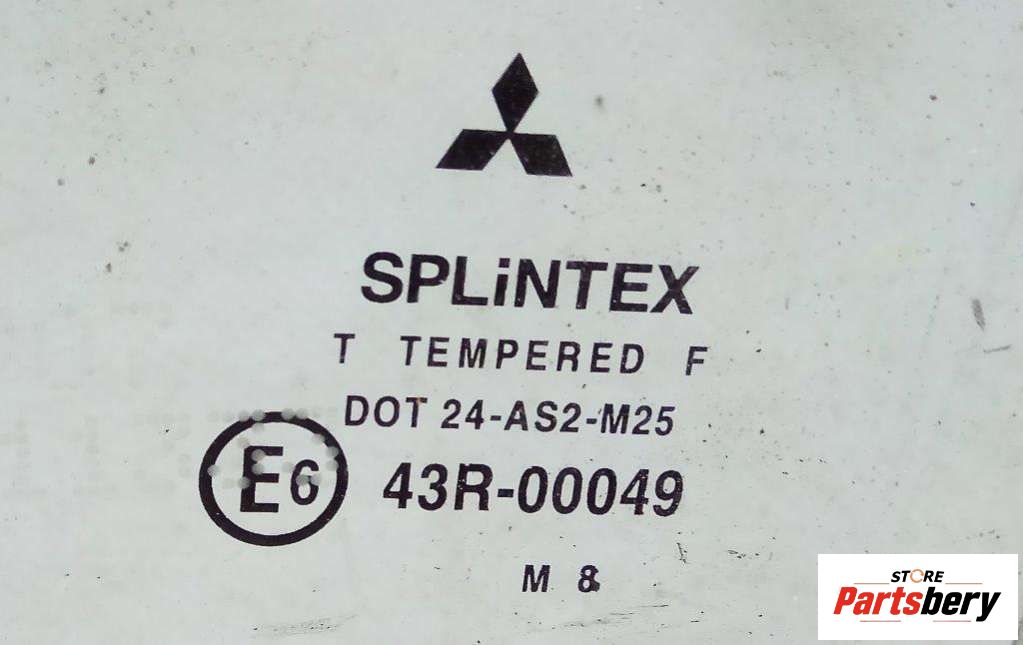 SPLiNTEX
T TEMPERED F
DOT 24-AS2-M25
E6 43R-00049
M 8
STORE
Partsbery